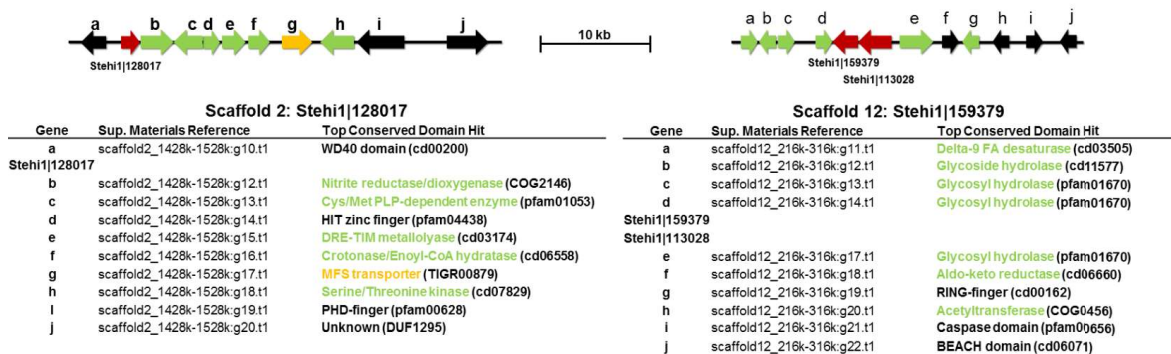 a b c d e f g h i j
Stehi1|128017
10 kb
a b c d e f g h i j
Stehi1|159379
Stehi1|113028
Scaffold 2: Stehi1|128017
Gene Sup. Materials Reference Top Conserved Domain Hit
a scaffold2_1428k-1528k:g10.t1 WD40 domain (cd00200)
Stehi1|128017
b scaffold2_1428k-1528k:g12.t1 Nitrite reductase/dioxygenase (COG2146)
c scaffold2_1428k-1528k:g13.t1 Cys/Met PLP-dependent enzyme (pfam01053)
d scaffold2_1428k-1528k:g14.t1 HIT zinc finger (pfam04438)
e scaffold2_1428k-1528k:g15.t1 DRE-TIM metallolyase (cd03174)
f scaffold2_1428k-1528k:g16.t1 Crotonase/Enoyl-CoA hydratase (cd06558)
g scaffold2_1428k-1528k:g17.t1 MFS transporter (TIGR00879)
h scaffold2_1428k-1528k:g18.t1 Serine/Threonine kinase (cd07829)
I scaffold2_1428k-1528k:g19.t1 PHD-finger (pfam00628)
j scaffold2_1428k-1528k:g20.t1 Unknown (DUF1295)
Scaffold 12: Stehi1|159379
Gene Sup. Materials Reference Top Conserved Domain Hit
a scaffold12_216k-316k:g11.t1 Delta-9 FA desaturase (cd03505)
b scaffold12_216k-316k:g12.t1 Glycoside hydrolase (cd11577)
c scaffold12_216k-316k:g13.t1 Glycosyl hydrolase (pfam01670)
d scaffold12_216k-316k:g14.t1 Glycosyl hydrolase (pfam01670)
Stehi1|159379
Stehi1|113028
e scaffold12_216k-316k:g17.t1 Glycosyl hydrolase (pfam01670)
f scaffold12_216k-316k:g18.t1 Aldo-keto reductase (cd06660)
g scaffold12_216k-316k:g19.t1 RING-finger (cd00162)
h scaffold12_216k-316k:g20.t1 Acetyltransferase (COG0456)
i scaffold12_216k-316k:g21.t1 Caspase domain (pfam00656)
j scaffold12_216k-316k:g22.t1 BEACH domain (cd06071)